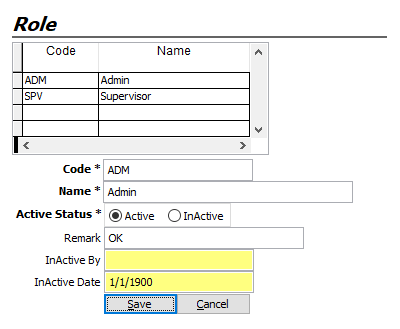 Role
Code Name
ADM Admin
SPV Supervisor
Code * ADM
Name * Admin
Active Status * Active InActive
Remark OK
InActive By
InActive Date 1/1/1900
Save Cancel